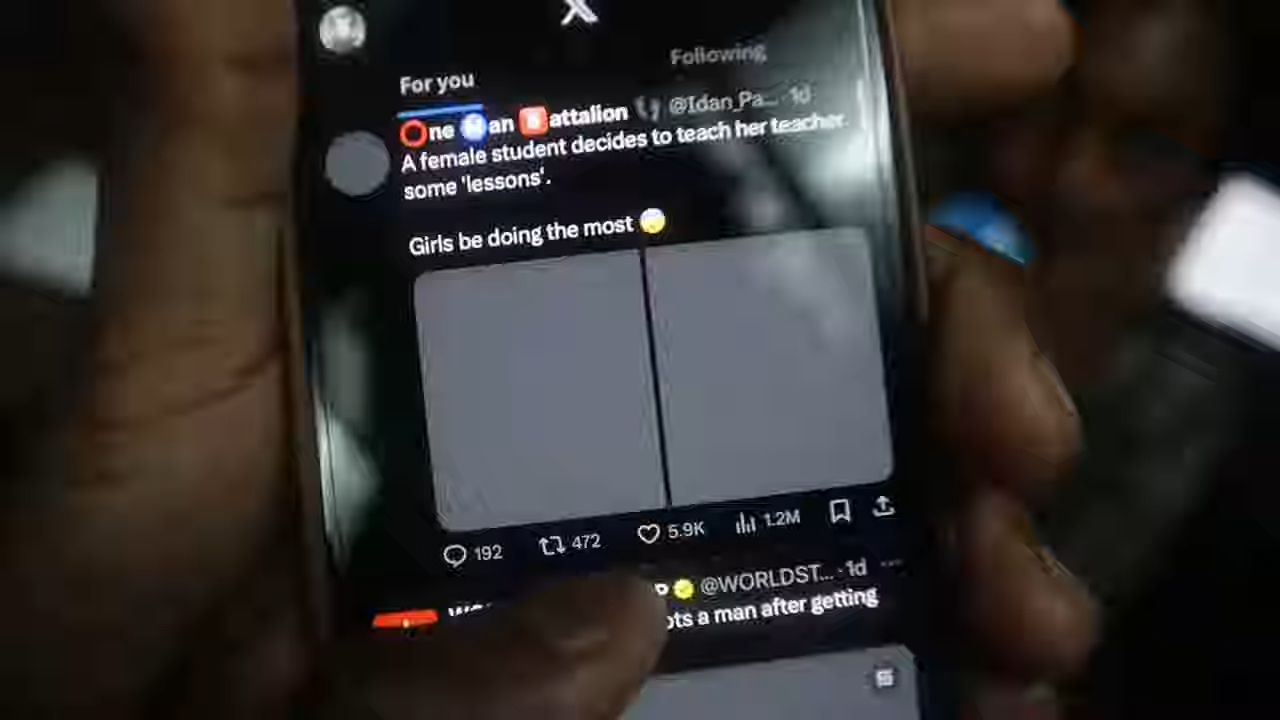 X
Following
For you
One Man Battalion @Idan_Pa... · 1d
A female student decides to teach her teacher.
some 'lessons'.
Girls be doing the most
192 472 5.9K 1.2M
@WORLDST... · 1d ...
a man after getting